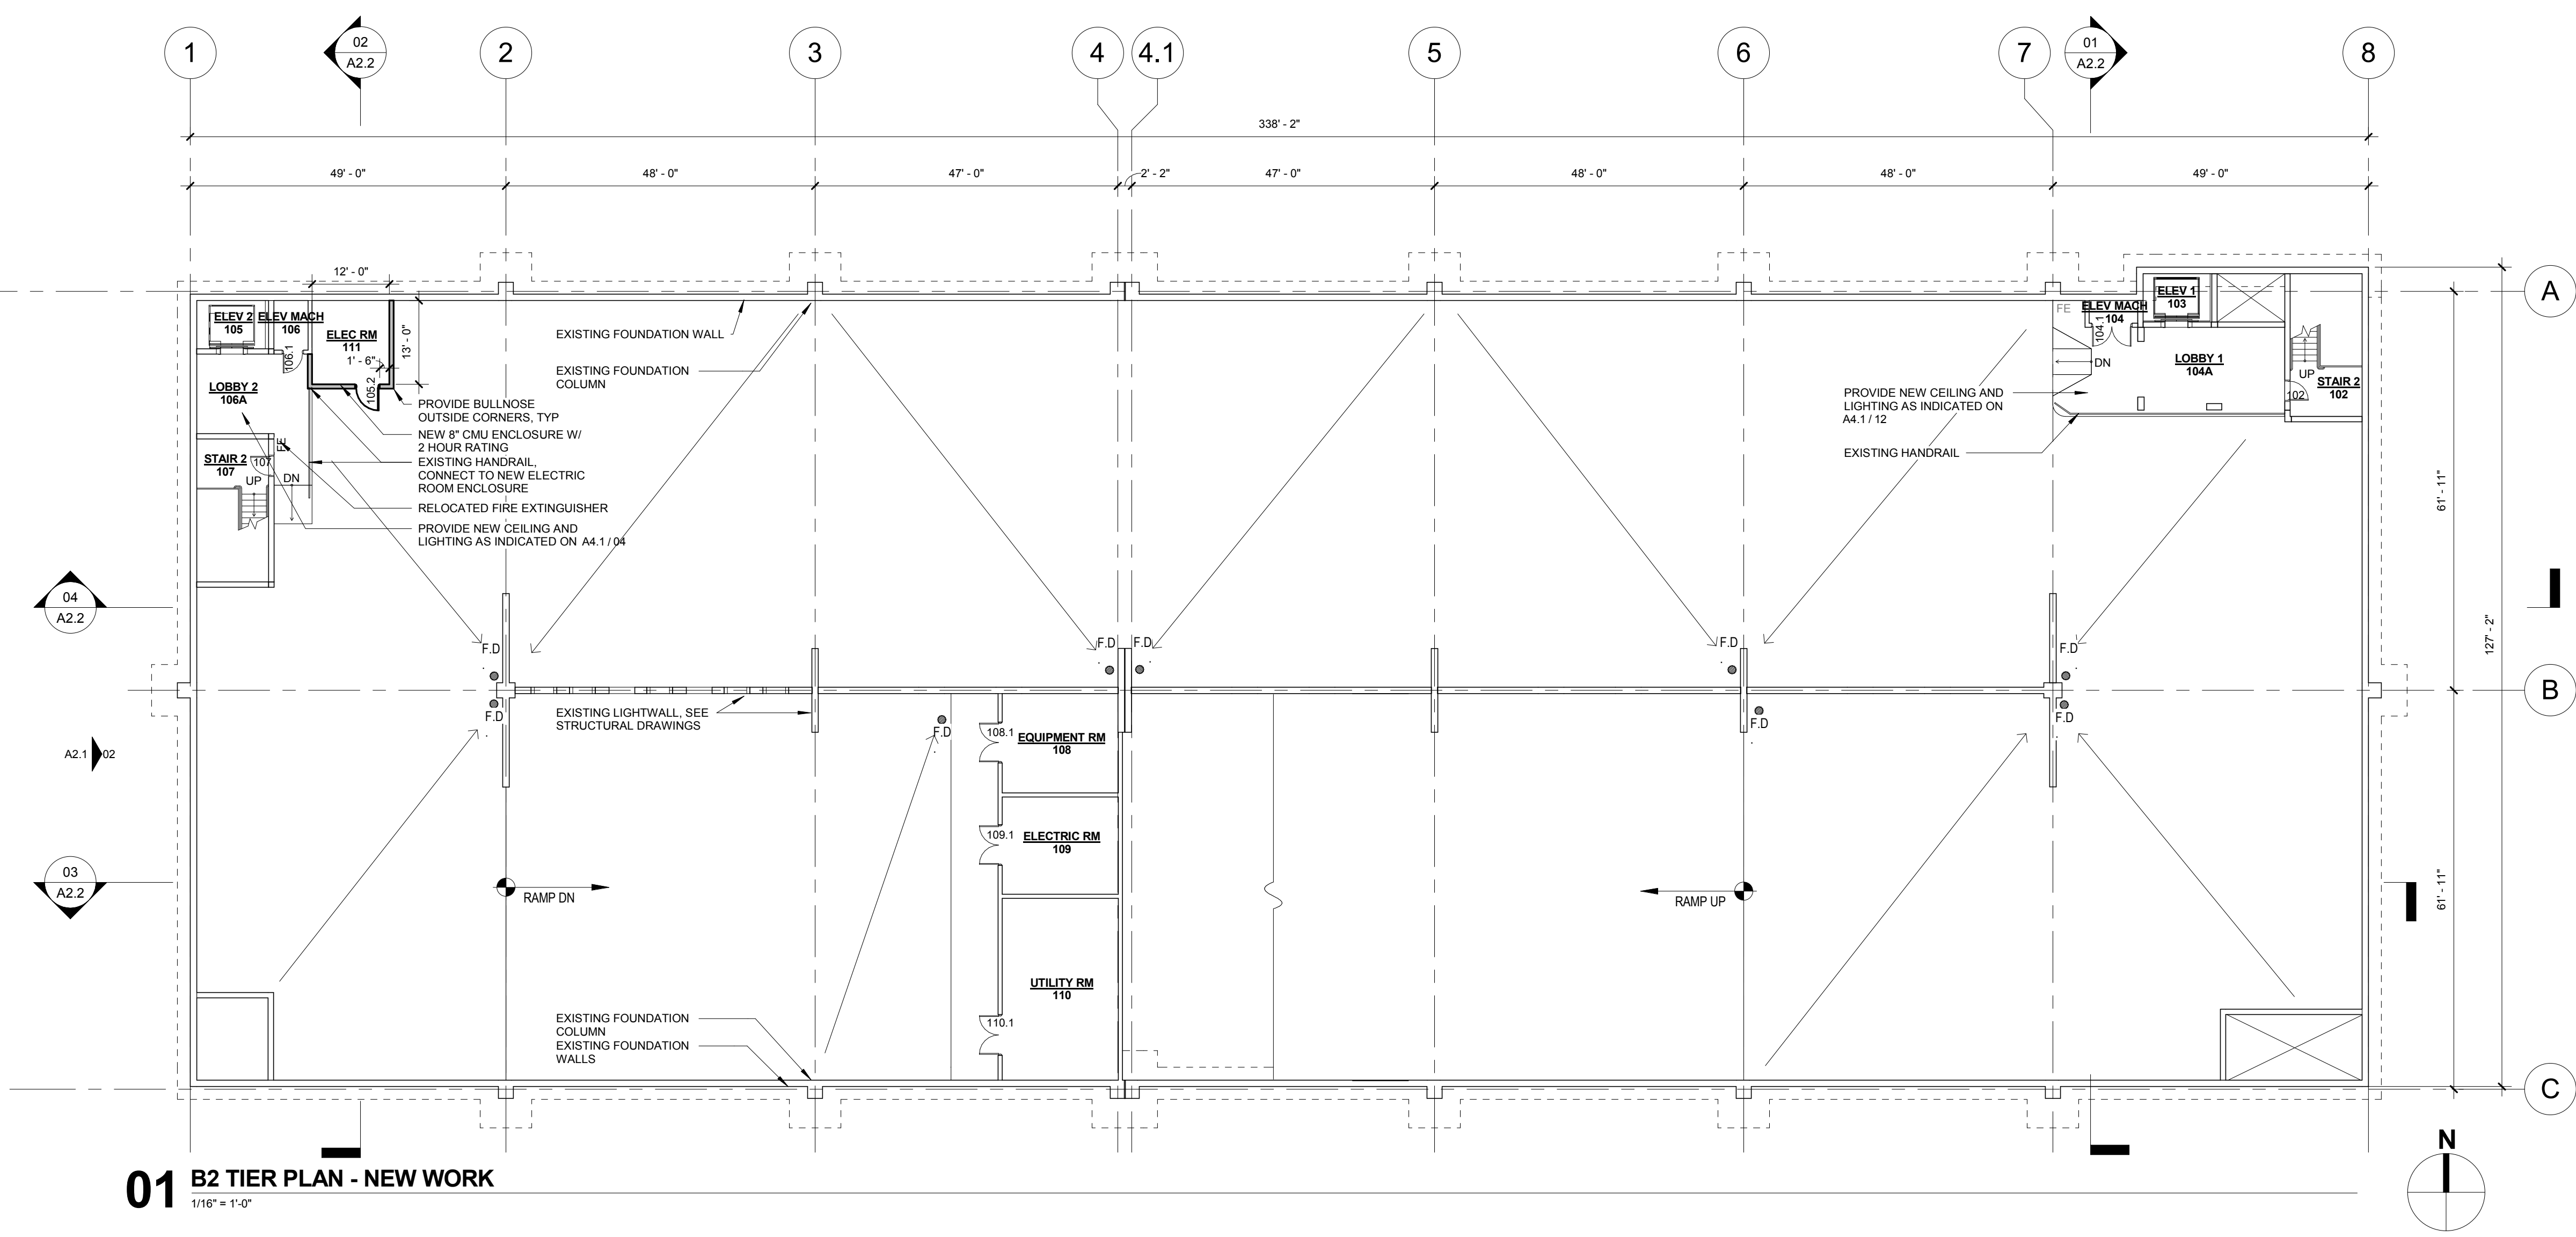 1
02
A2.2
2
3
4
4.1
5
6
7
01
A2.2
8
338' - 2"
49' - 0"
48' - 0"
47' - 0"
2' - 2"
47' - 0"
48' - 0"
48' - 0"
49' - 0"
12' - 0"
A
ELEV 2
105
ELEV MACH
106
ELEC RM
111
1' - 6"
13' - 0"
106.1
105.2
LOBBY 2
106A
STAIR 2
107
107
UP
DN
FE
EXISTING FOUNDATION WALL
EXISTING FOUNDATION
COLUMN
PROVIDE BULLNOSE
OUTSIDE CORNERS, TYP
NEW 8" CMU ENCLOSURE W/
2 HOUR RATING
EXISTING HANDRAIL,
CONNECT TO NEW ELECTRIC
ROOM ENCLOSURE
RELOCATED FIRE EXTINGUISHER
PROVIDE NEW CEILING AND
LIGHTING AS INDICATED ON A4.1 / 04
FE
ELEV MACH
104
104.1
ELEV 1
103
LOBBY 1
104A
DN
UP
STAIR 2
102
102
PROVIDE NEW CEILING AND
LIGHTING AS INDICATED ON
A4.1 / 12
EXISTING HANDRAIL
61' - 11"
127' - 2"
04
A2.2
F.D
F.D
F.D
F.D
F.D
B
F.D
F.D
F.D
F.D
EXISTING LIGHTWALL, SEE
STRUCTURAL DRAWINGS
A2.1
02
108.1
EQUIPMENT RM
108
109.1
ELECTRIC RM
109
03
A2.2
RAMP DN
RAMP UP
61' - 11"
UTILITY RM
110
110.1
EXISTING FOUNDATION
COLUMN
EXISTING FOUNDATION
WALLS
C
N
01
B2 TIER PLAN - NEW WORK
1/16" = 1'-0"